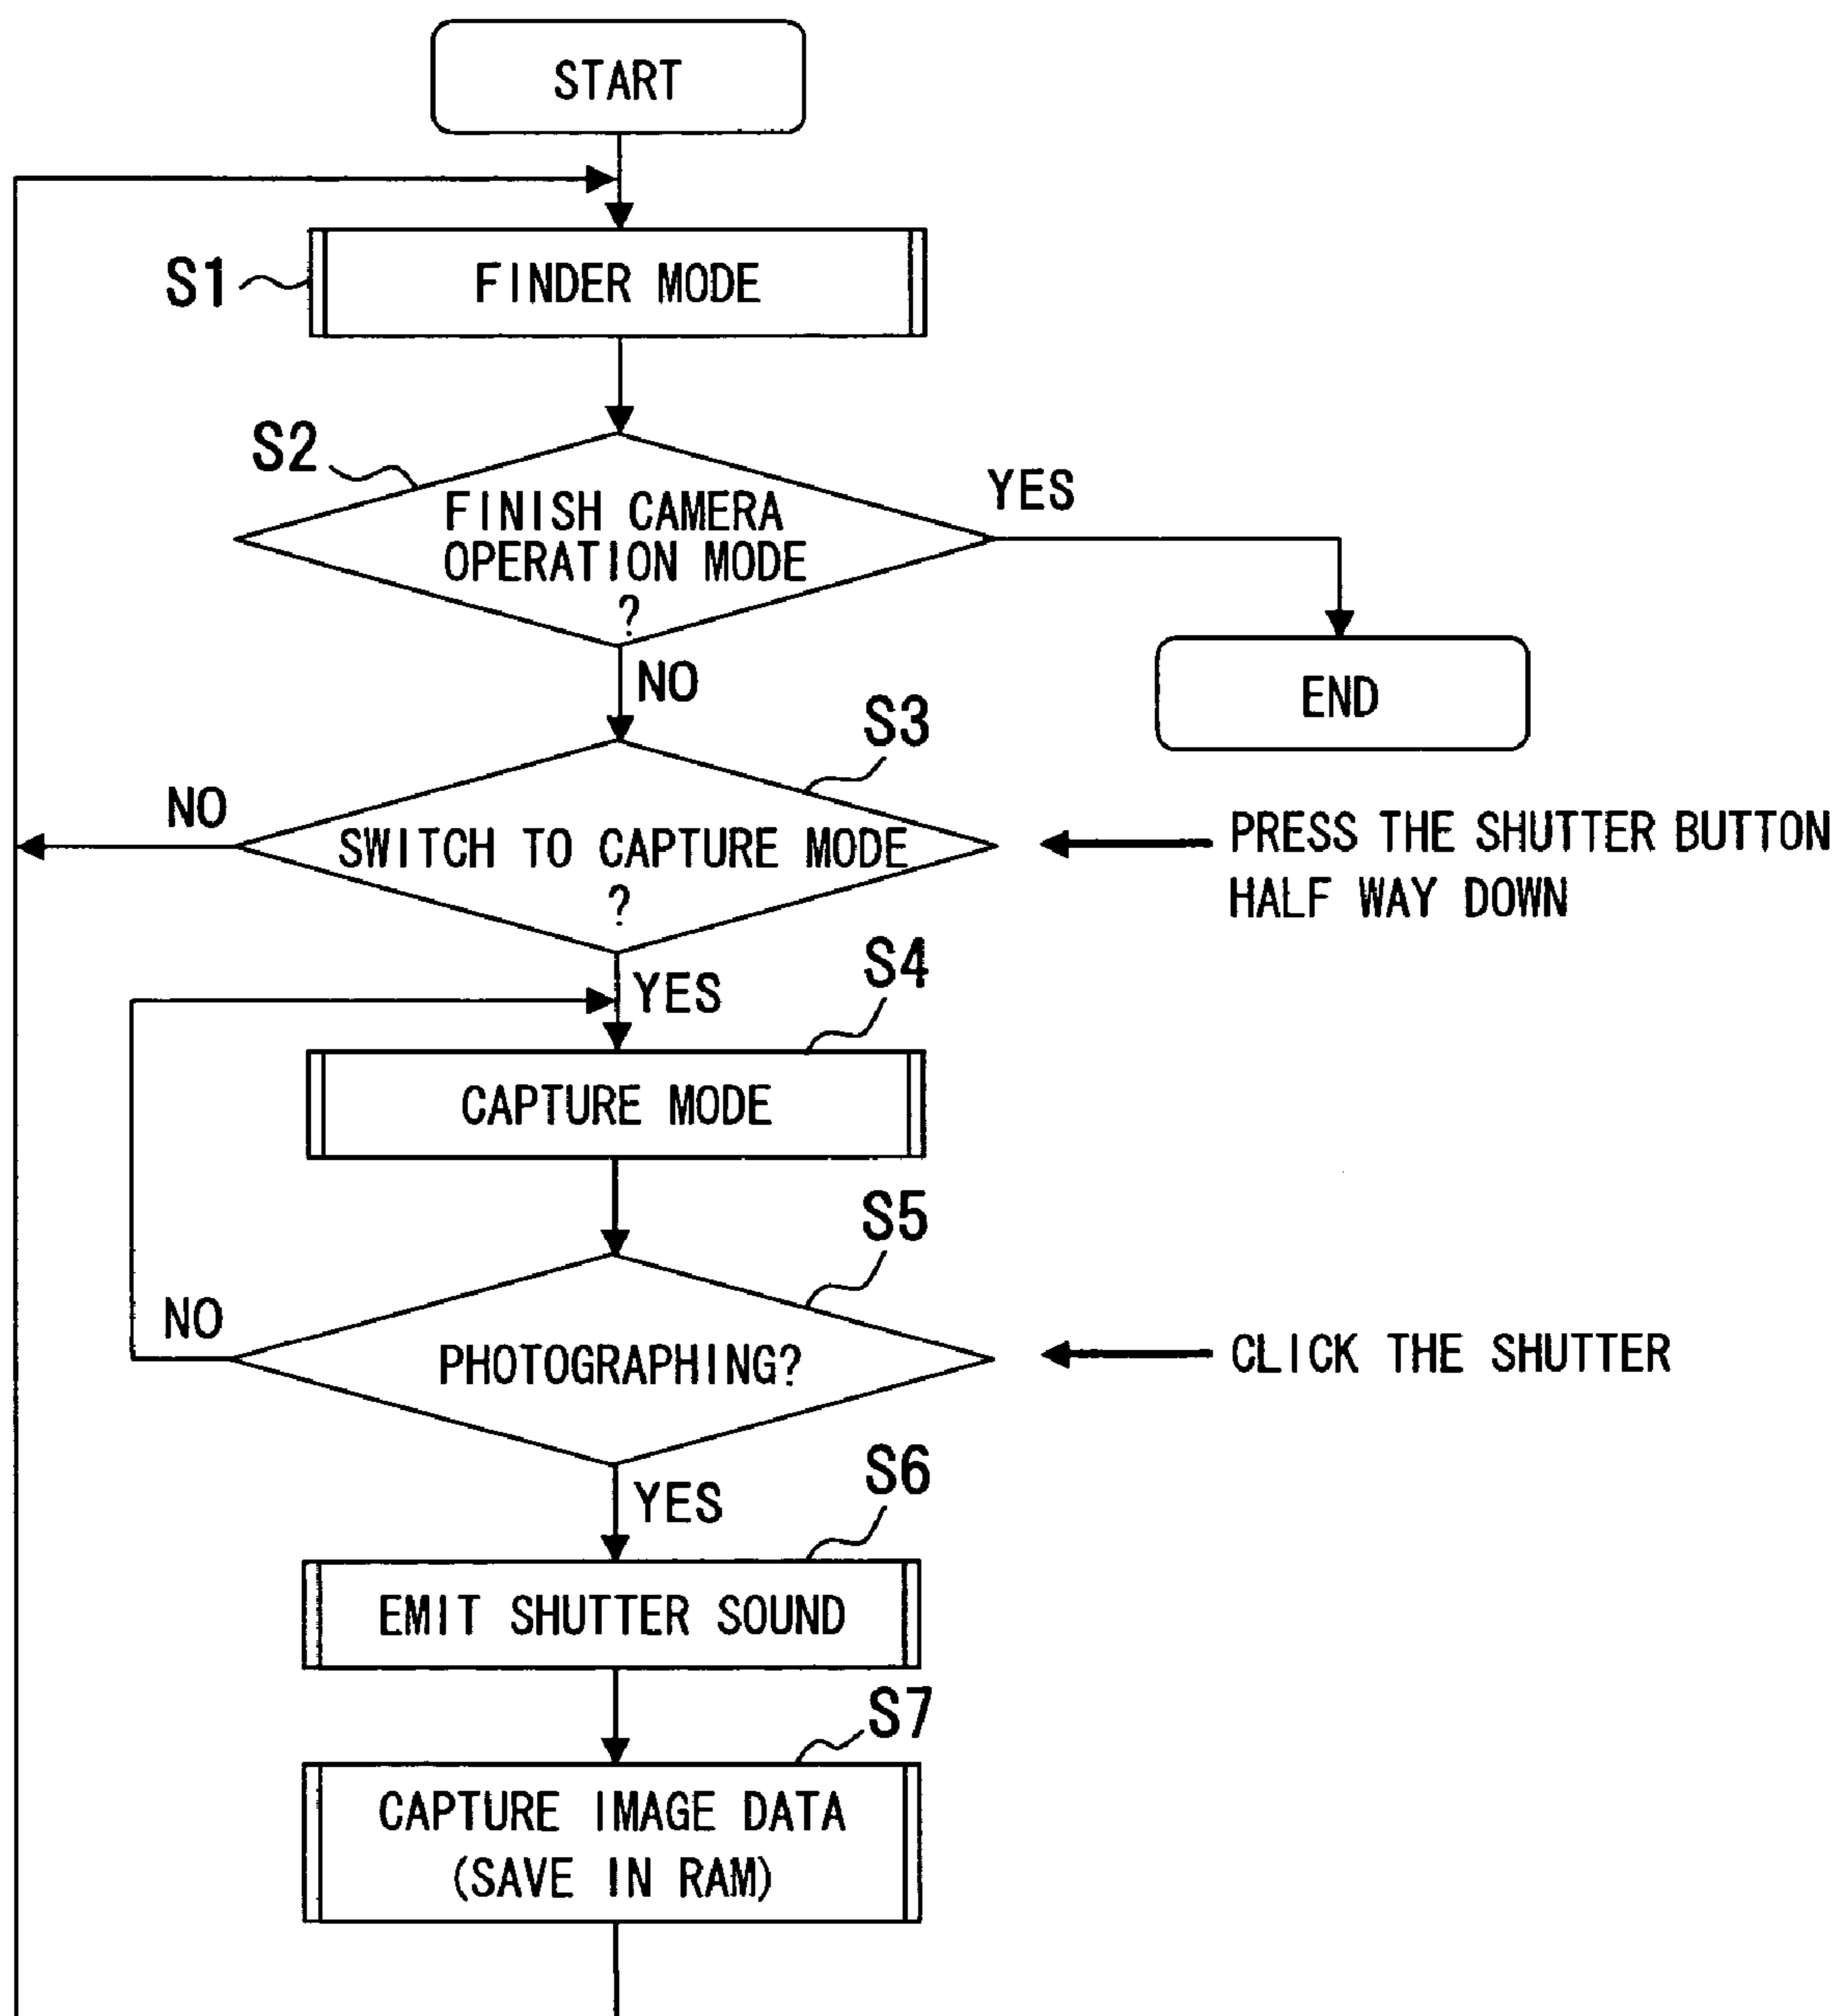 START
S1
FINDER MODE
S2
FINISH CAMERA
OPERATION MODE
?
YES
END
NO
S3
SWITCH TO CAPTURE MODE
?
NO
PRESS THE SHUTTER BUTTON
HALF WAY DOWN
YES
S4
CAPTURE MODE
S5
PHOTOGRAPHING?
NO
CLICK THE SHUTTER
YES
S6
EMIT SHUTTER SOUND
S7
CAPTURE IMAGE DATA
(SAVE IN RAM)